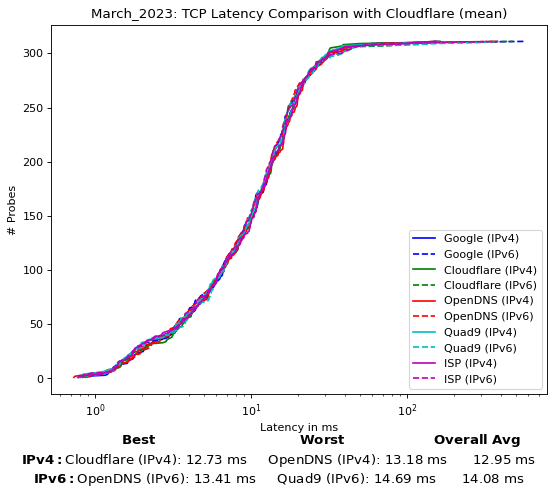 March_2023: TCP Latency Comparison with Cloudflare (mean)
# Probes
300
250
200
150
100
50
0
Google (IPv4)
Google (IPv6)
Cloudflare (IPv4)
Cloudflare (IPv6)
OpenDNS (IPv4)
OpenDNS (IPv6)
Quad9 (IPv4)
Quad9 (IPv6)
ISP (IPv4)
ISP (IPv6)
10⁰ 10¹ 10²
Latency in ms
Best Worst Overall Avg
IPv4: Cloudflare (IPv4): 12.73 ms OpenDNS (IPv4): 13.18 ms 12.95 ms
IPv6: OpenDNS (IPv6): 13.41 ms Quad9 (IPv6): 14.69 ms 14.08 ms